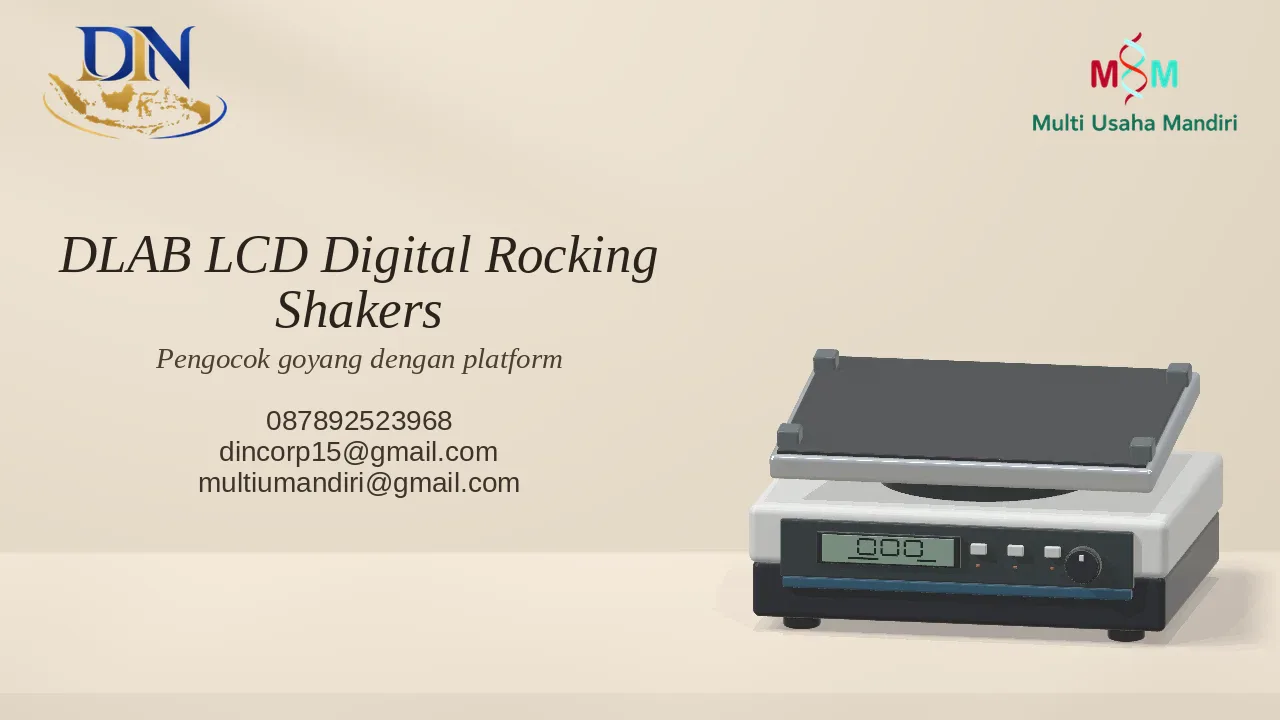 DIN
MSM
Multi Usaha Mandiri
DLAB LCD Digital Rocking
Shakers
Pengocok goyang dengan platform
087892523968
dincorp15@gmail.com
multiumandiri@gmail.com
000